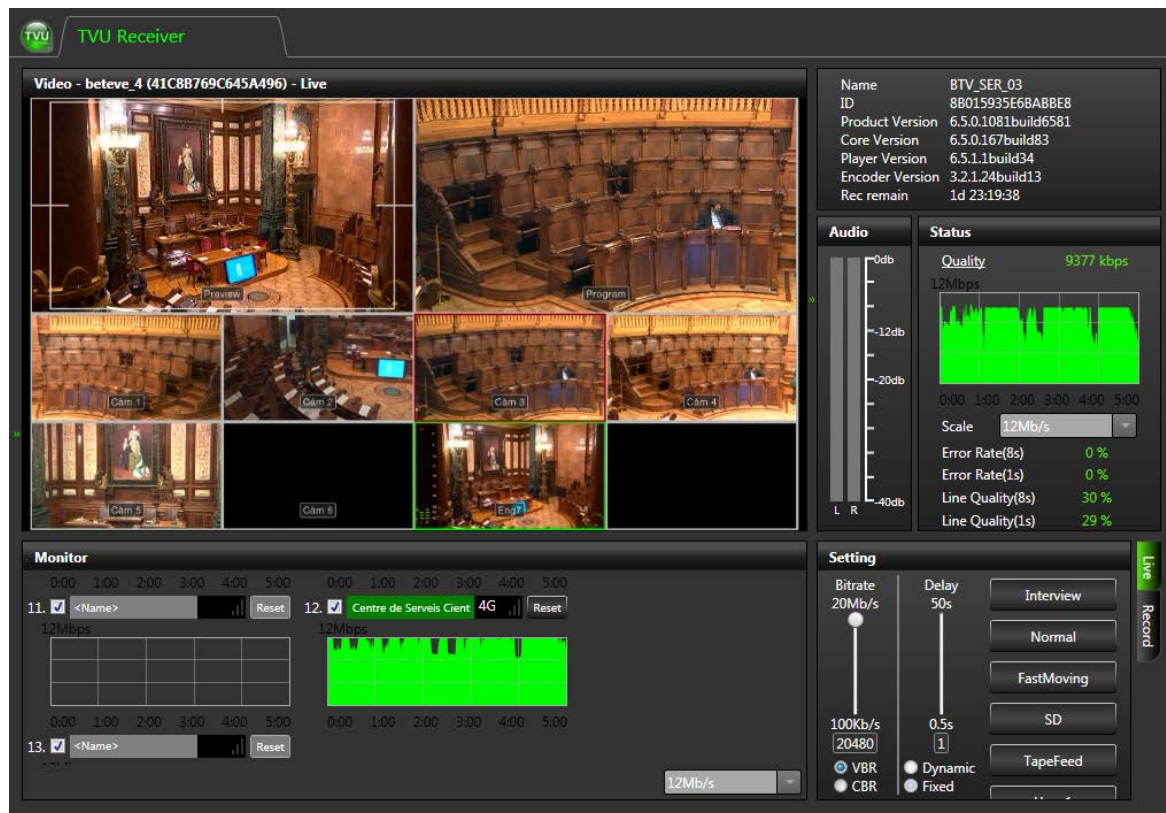 TVU
TVU Receiver
Video - beteve_4 (41C8B769C645A496) - Live
Preview
Program
Càm 1
Càm 2
Càm 3
Càm 4
Càm 5
Càm 6
Eng7
Name BTV_SER_03
ID 8B015935E6BABBE8
Product Version 6.5.0.1081build6581
Core Version 6.5.0.167build83
Player Version 6.5.1.1build34
Encoder Version 3.2.1.24build13
Rec remain 1d 23:19:38
Audio
0db
-12db
-20db
-40db
L R
Status
Quality 9377 kbps
12Mbps
0:00 1:00 2:00 3:00 4:00 5:00
Scale 12Mb/s
Error Rate(8s) 0 %
Error Rate(1s) 0 %
Line Quality(8s) 30 %
Line Quality(1s) 29 %
Monitor
0:00 1:00 2:00 3:00 4:00 5:00 0:00 1:00 2:00 3:00 4:00 5:00
11. <Name> Reset 12. Centre de Serveis Cient 4G Reset
12Mbps 12Mbps
0:00 1:00 2:00 3:00 4:00 5:00 0:00 1:00 2:00 3:00 4:00 5:00
13. <Name> Reset
12Mb/s
Setting
Bitrate Delay
20Mb/s 50s
100Kb/s 0.5s
20480 1
VBR Dynamic
CBR Fixed
Interview
Normal
FastMoving
SD
TapeFeed
Live
Record